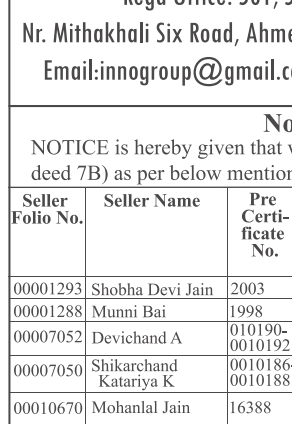 Nr. Mithakhali Six Road, Ahme
Email:innogroup@gmail.c
No
NOTICE is hereby given that
deed 7B) as per below mention
Seller Folio No. Seller Name Pre Certi-ficate No.
00001293 Shobha Devi Jain 2003
00001288 Munni Bai 1998
00007052 Devichand A 010190-0010192
00007050 Shikarchand Katariya K 0010186-0010188
00010670 Mohanlal Jain 16388